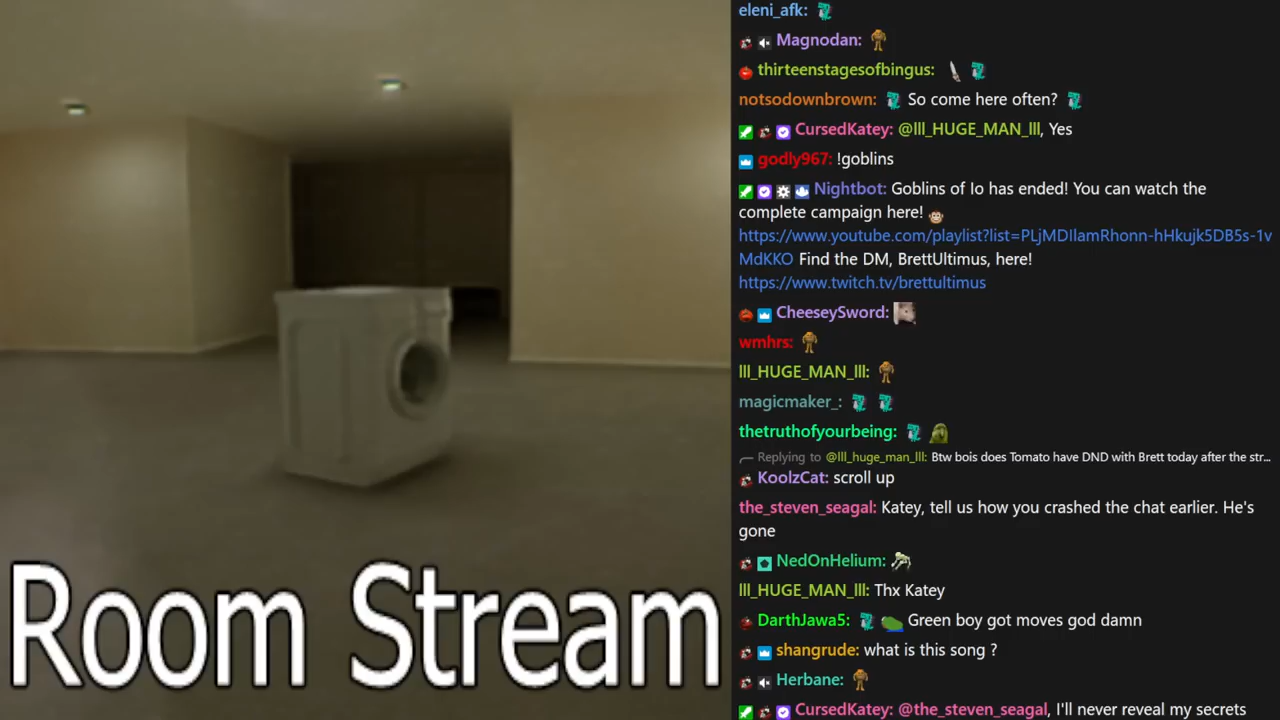 eleni_afk:
Magnodan:
thirteenstagesofbingus:
notsodownbrown: So come here often?
CursedKatey: @lll_HUGE_MAN_lll, Yes
godly967: !goblins
Nightbot: Goblins of Io has ended! You can watch the
complete campaign here!
https://www.youtube.com/playlist?list=PLjMDIlamRhonn-hHkujk5DB5s-1v
MdKKO Find the DM, BrettUltimus, here!
https://www.twitch.tv/brettultimus
CheeseySword:
wmhrs:
lll_HUGE_MAN_lll:
magicmaker_:
thetruthofyourbeing:
Replying to @lll_huge_man_lll: Btw bois does Tomato have DND with Brett today after the str...
KoolzCat: scroll up
the_steven_seagal: Katey, tell us how you crashed the chat earlier. He's
gone
NedOnHelium:
lll_HUGE_MAN_lll: Thx Katey
DarthJawa5: Green boy got moves god damn
shangrude: what is this song ?
Herbane:
CursedKatey: @the_steven_seagal, I'll never reveal my secrets
Room Stream